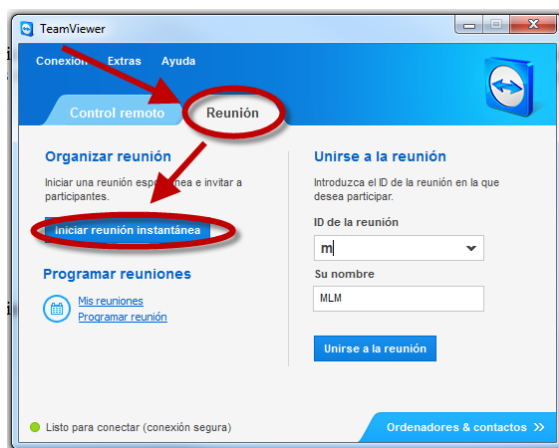 TeamViewer
Conexión Extras Ayuda
Control remoto
Reunión
Organizar reunión
Iniciar una reunión espontánea e invitar a
participantes.
Iniciar reunión instantánea
Programar reuniones
Mis reuniones
Programar reunión
Unirse a la reunión
Introduzca el ID de la reunión en la que
desea participar.
ID de la reunión
m
Su nombre
MLM
Unirse a la reunión
Listo para conectar (conexión segura)
Ordenadores & contactos >>